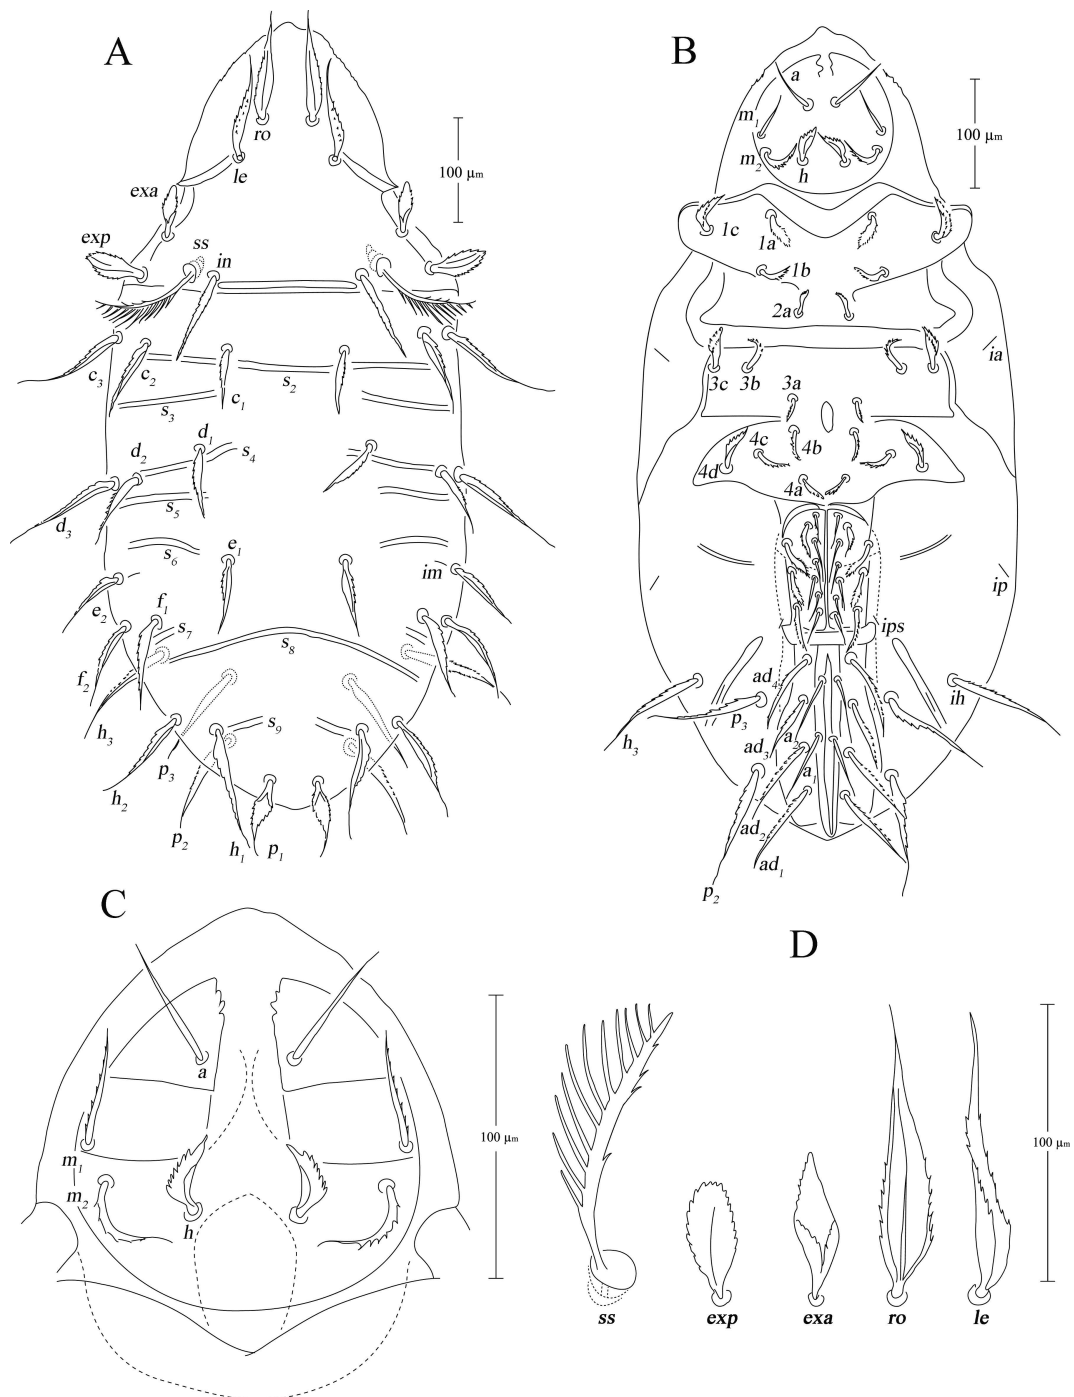 A
ro
100 μm
le
exa
exp
ss
in
c3
c2
s2
c1
s3
d1
d2
s4
s5
d3
s6
e1
im
e2
f1
s7
s8
f2
h3
s9
p3
h2
p2
h1
p1
B
a
100 μm
m1
m2
h
1c
1a
1b
2a
ia
3c
3b
3a
4c
4b
4d
4a
ip
ips
ad4
ih
p3
h3
a2
ad3
a1
ad2
ad1
p2
C
a
100 μm
m1
m2
h
D
100 μm
ss
exp
exa
ro
le